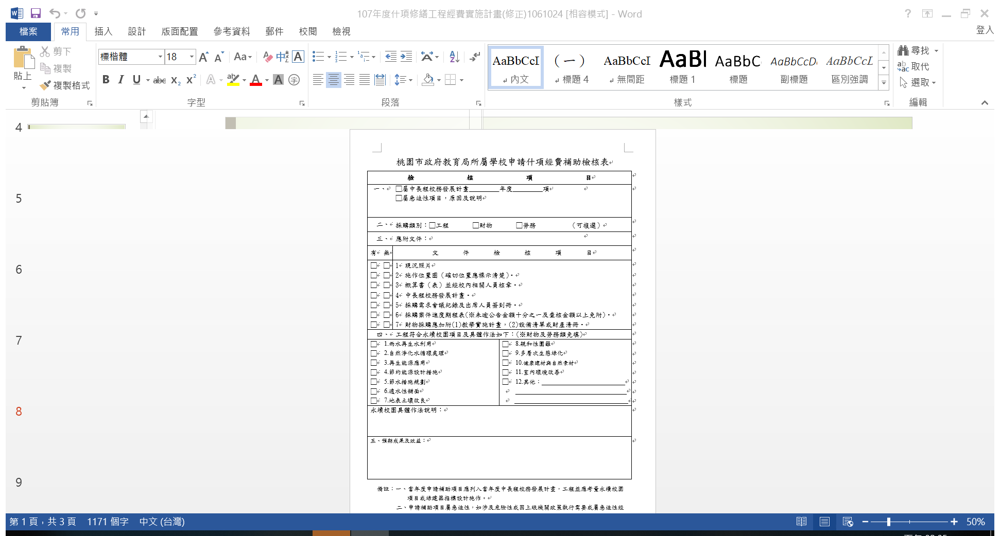 107年度什項修繕工程經費實施計畫(修正)1061024 [相容模式] - Word
檔案 常用 插入 設計 版面配置 參考資料 郵件 校閱 檢視 登入
貼上
剪下
複製
複製格式
剪貼簿
標楷體 18
字型
段落
AaBbCcI (一) AaBbCcI AaBl AaBbC AaBbCcD AaBbCcL
內文 標題 4 無間距 標題 1 標題 副標題 區別強調
樣式
尋找
取代
選取
編輯
4
5
6
7
8
9
桃園市政府教育局所屬學校申請什項經費補助檢核表
檢 核 項 目
一、 □屬中長程校務發展計畫________年度________項
□屬急迫性項目，原因及說明
二、 採購類別：□工程 □財物 □勞務 (可複選)
三、 應附文件：
有 無 文 件 檢 核 項 目
□ □ 1 現況照片
□ □ 2 施作位置圖（確切位置應標示清楚）。
□ □ 3 概算書（表）並經校內相關人員核章。
□ □ 4 中長程校務發展計畫。
□ □ 5 採購需求會議紀錄及出席人員簽到冊。
□ □ 6 採購案件進度期程表(※未逾公告金額十分之一及查核金額以上免附)。
□ □ 7 財物採購應加附(1)教學實施計畫，(2)設備清單或財產清冊。
四、 工程符合永續校園項目及具體作法如下：(※財物及勞務類免填)
□ 1.雨水再生水利用 □ 8.親和性圍籬
□ 2.自然淨化水循環處理 □ 9.多層次生態綠化
□ 3.再生能源應用 □ 10.健康建材與自然素材
□ 4.節約能源設計措施 □ 11.室內環境改善
□ 5.節水措施規劃 □ 12.其他：
□ 6.透水性舖面
□ 7.地表土壤改良
永續校園具體作法說明：
五、預期成果及效益：
備註：一、當年度申請補助項目應列入當年度中長程校務發展計畫，工程並應考量永續校園
項目或綠建築指標設計施作。
二、申請補助項目屬急迫性，如涉及危險性或因上級機關政策執行需要或屬急迫性經
第 1 頁，共 3 頁 1171 個字 中文 (台灣) 50%